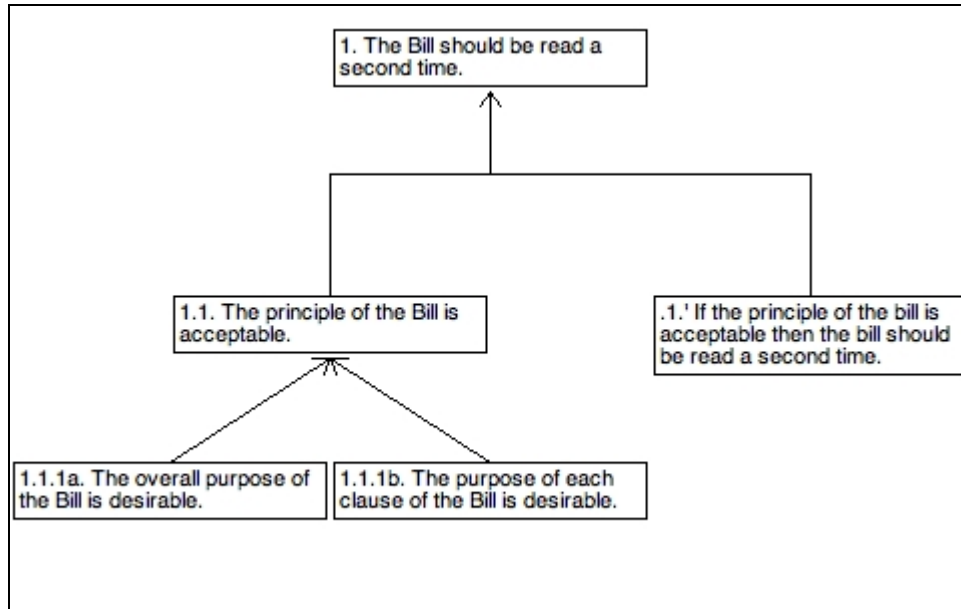 1. The Bill should be read a
second time.
1.1. The principle of the Bill is
acceptable.
.1.' If the principle of the bill is
acceptable then the bill should
be read a second time.
1.1.1a. The overall purpose of
the Bill is desirable.
1.1.1b. The purpose of each
clause of the Bill is desirable.